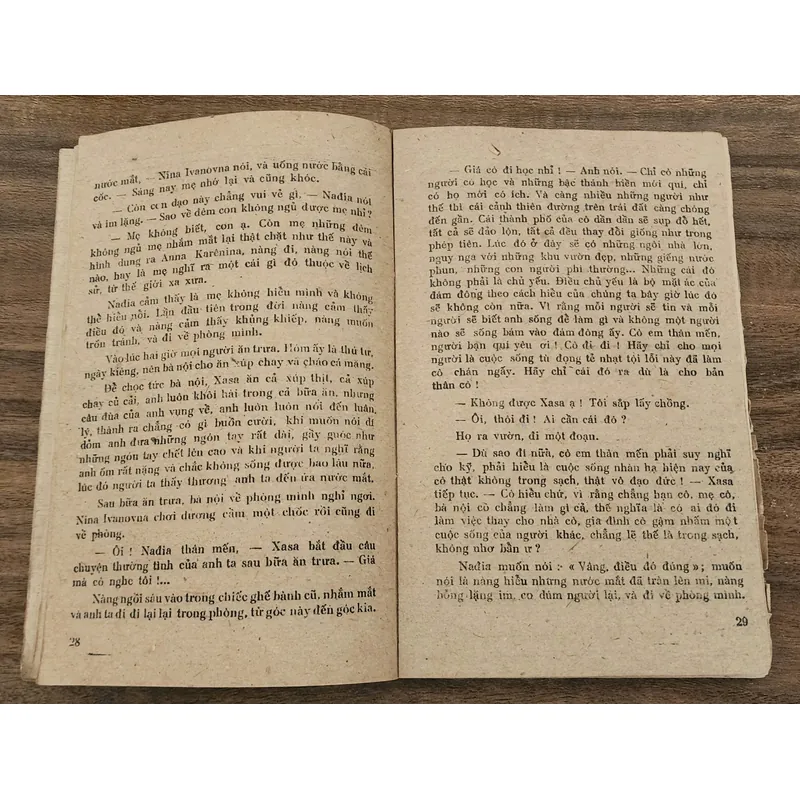 nước mắt, — Nina Ivanovna nói, và uống nước bằng cái
cốc. — Sáng nay mẹ nhớ lại và cũng khóc.
— Còn con dạo này chẳng vui vẻ gì, — Nađia nói
và im lặng. — Sao về đêm con không ngủ được mẹ nhỉ?
— Mẹ không biết, con ạ. Còn mẹ những đêm
không ngủ mẹ nhắm mắt lại thật chặt như thế này và
hình dung ra Anna Karênina, nàng đi, nàng nói thế
nào, hay là mẹ nghĩ ra một cái gì đó thuộc về lịch
sử, từ thế giới xa xưa.
Nađia cảm thấy là mẹ không hiểu mình và không
thể hiểu nổi. Lần đầu tiên trong đời nàng cảm thấy
điều đó và nàng cảm thấy khủng khiếp, nàng muốn
trốn tránh, và đi về phòng mình.
Vào lúc hai giờ mọi người ăn trưa. Hôm ấy là thứ tư,
ngày kiêng, nên bà nội cho ăn xúp chay và cháo cá măng.
Để chọc tức bà nội, Xasa ăn cả xúp thịt, cả xúp
chay củ cải, anh luôn khôi hài trong cả bữa ăn, nhưng
câu đùa của anh vụng về, anh luôn luôn nói đến luân
lý, thành ra chẳng có gì buồn cười, khi muốn nói dí
dỏm anh đưa những ngón tay rất dài, gầy guộc như
những ngón tay chết lên cao và khi người ta nghĩ rằng
anh ốm rất nặng và chắc không sống được bao lâu nữa,
lúc đó người ta thấy thương anh ta đến ứa nước mắt.
Sau bữa ăn trưa, bà nội về phòng mình nghỉ ngơi.
Nina Ivanovna chơi dương cầm một chốc rồi cũng đi
về phòng.
— Ôi! Nađia thân mến, — Xasa bắt đầu câu
chuyện thường tình của anh ta sau bữa ăn trưa. — Giá
mà cô nghe tôi!...
Nàng ngồi sâu vào trong chiếc ghế bành cũ, nhắm mắt
và anh ta đi đi lại lại trong phòng, từ góc này đến góc kia.
28
— Giá cô đi học nhỉ! — Anh nói. — Chỉ có những
người có học và những bậc thánh hiền mới quí, chỉ
có họ mới có ích. Và càng nhiều những người như
thế thì cái cảnh thiên đường trên trái đất càng chóng
đến gần. Cái thành phố của cô dần dần sẽ sụp đổ hết,
tất cả sẽ đảo lộn, tất cả đều thay đổi giống như trong
phép tiên. Lúc đó ở đây sẽ có những ngôi nhà lớn,
nguy nga với những khu vườn đẹp, những giếng nước
phun, những con người phi thường... Nhưng cái đó
không phải là chủ yếu. Điều chủ yếu là bộ mặt ác của
đám đông theo cách hiểu của chúng ta bây giờ lúc đó
sẽ không còn nữa. Vì rằng mỗi người sẽ tin và mỗi
người sẽ biết anh sống để làm gì và không một người
nào sẽ sống bám vào đám đông ấy. Cô thân mến,
người bạn quí yêu ơi! Cô đi đi! Hãy chỉ cho mọi
người là cuộc sống tù đọng tẻ nhạt tội lỗi này đã làm
cô chán ngấy. Hãy chỉ cái đó ra dù là cho bản
thân cô!
— Không được Xasa ạ! Tôi sắp lấy chồng.
— Ôi, thôi đi! Ai cần cái đó?
Họ ra vườn, đi một đoạn.
— Dù sao đi nữa, cô em thân mến phải suy nghĩ
cho kỹ, phải hiểu là cuộc sống nhàn hạ hiện nay của
cô thật không trong sạch, thật vô đạo đức! — Xasa
tiếp tục. — Cô hiểu chứ, vì rằng chẳng bạn cô, mẹ cô,
bà nội cô chẳng làm gì cả, thế nghĩa là có ai đó đi
làm việc thay cho nhà cô, gia đình cô gặm nhấm một
cuộc sống của người khác, chẳng lẽ thế là trong sạch,
không nhơ bẩn ư?
Nađia muốn nói: « Vâng, điều đó đúng »; muốn
nói là nàng hiểu nhưng nước mắt đã tràn lên mi, nàng
bỗng lặng im, co dúm người lại, và đi về phòng mình.
29